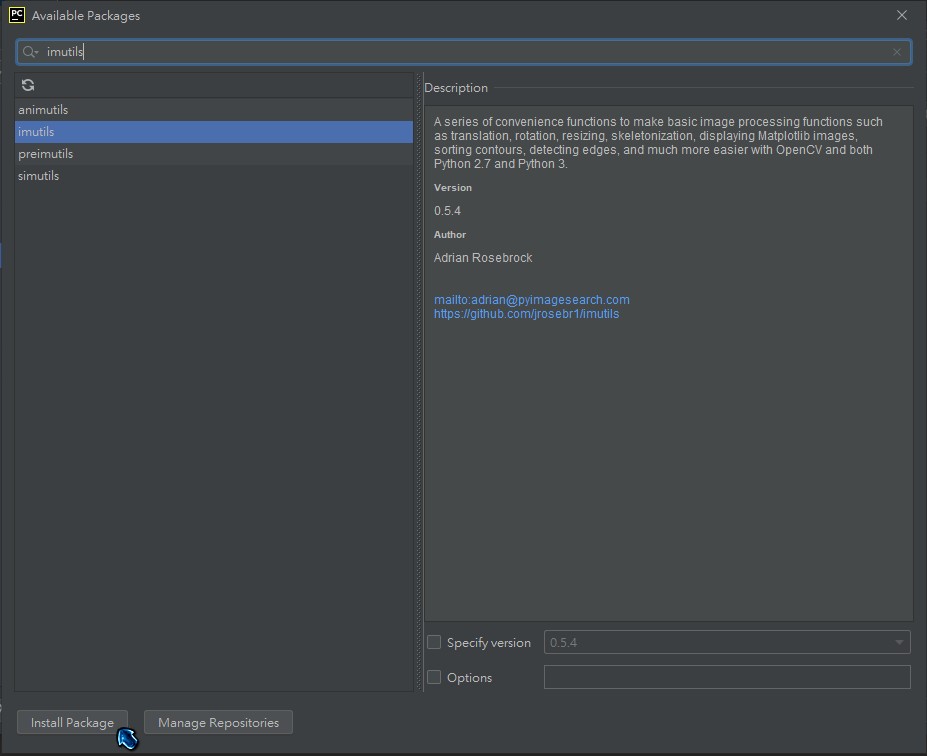 PC Available Packages
imutils
animutils
imutils
preimutils
simutils
Description
A series of convenience functions to make basic image processing functions such
as translation, rotation, resizing, skeletonization, displaying Matplotlib images,
sorting contours, detecting edges, and much more easier with OpenCV and both
Python 2.7 and Python 3.
Version
0.5.4
Author
Adrian Rosebrock
mailto:adrian@pyimagesearch.com
https://github.com/jrosebr1/imutils
Specify version 0.5.4
Options
Install Package Manage Repositories